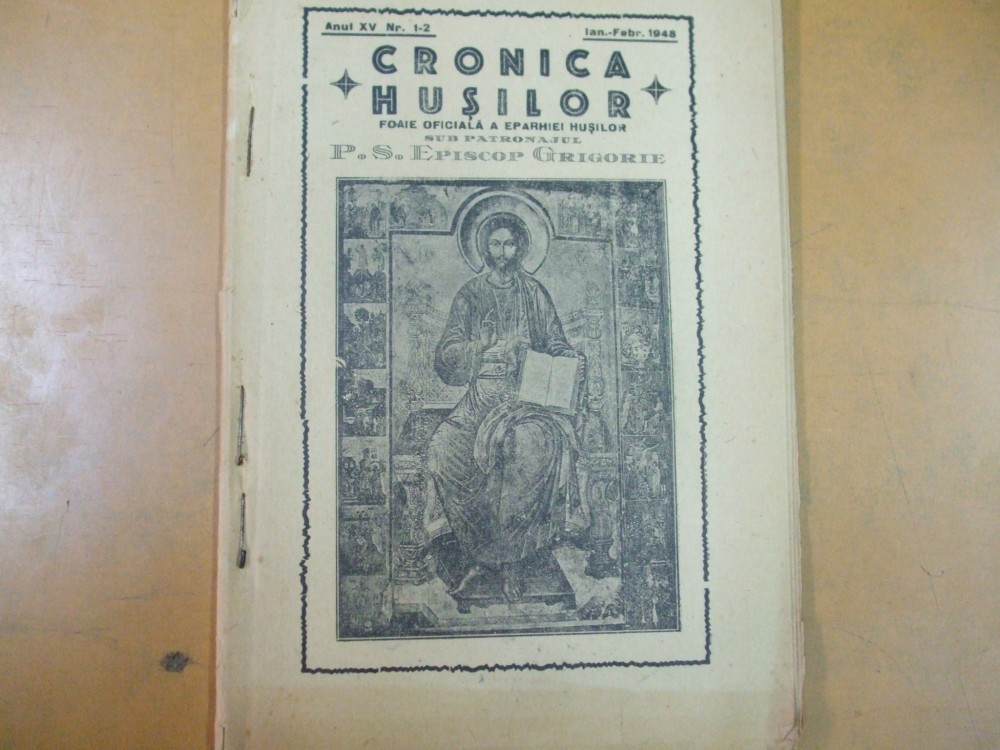 Anul XV Nr. 1-2
Ian.-Febr. 1948
CRONICA
HUȘILOR
FOAIE OFICIALĂ A EPARHIEI HUȘILOR
SUB PATRONAJUL
P. S. EPISCOP GRIGORIE